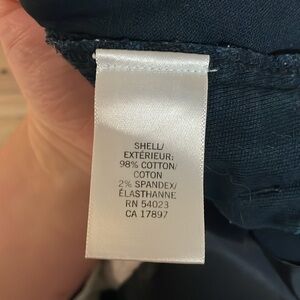 SHELL/
EXTÉRIEUR:
98% COTTON/
COTON
2% SPANDEX/
ÉLASTHANNE
RN 54023
CA 17897